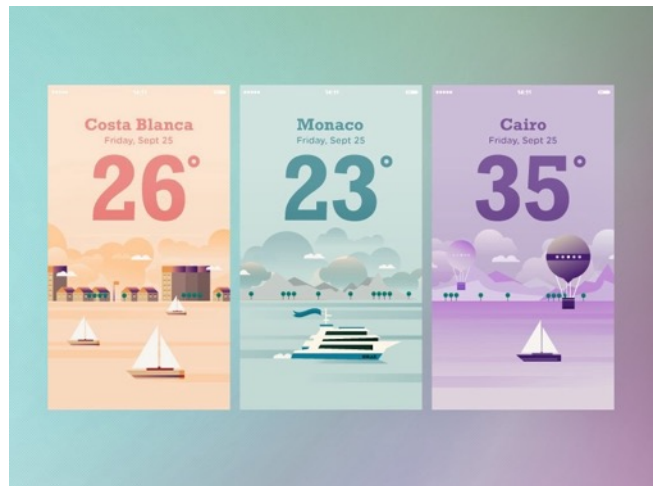 Costa Blanca
Friday, Sept 25
26°
Monaco
Friday, Sept 25
23°
Cairo
Friday, Sept 25
35°